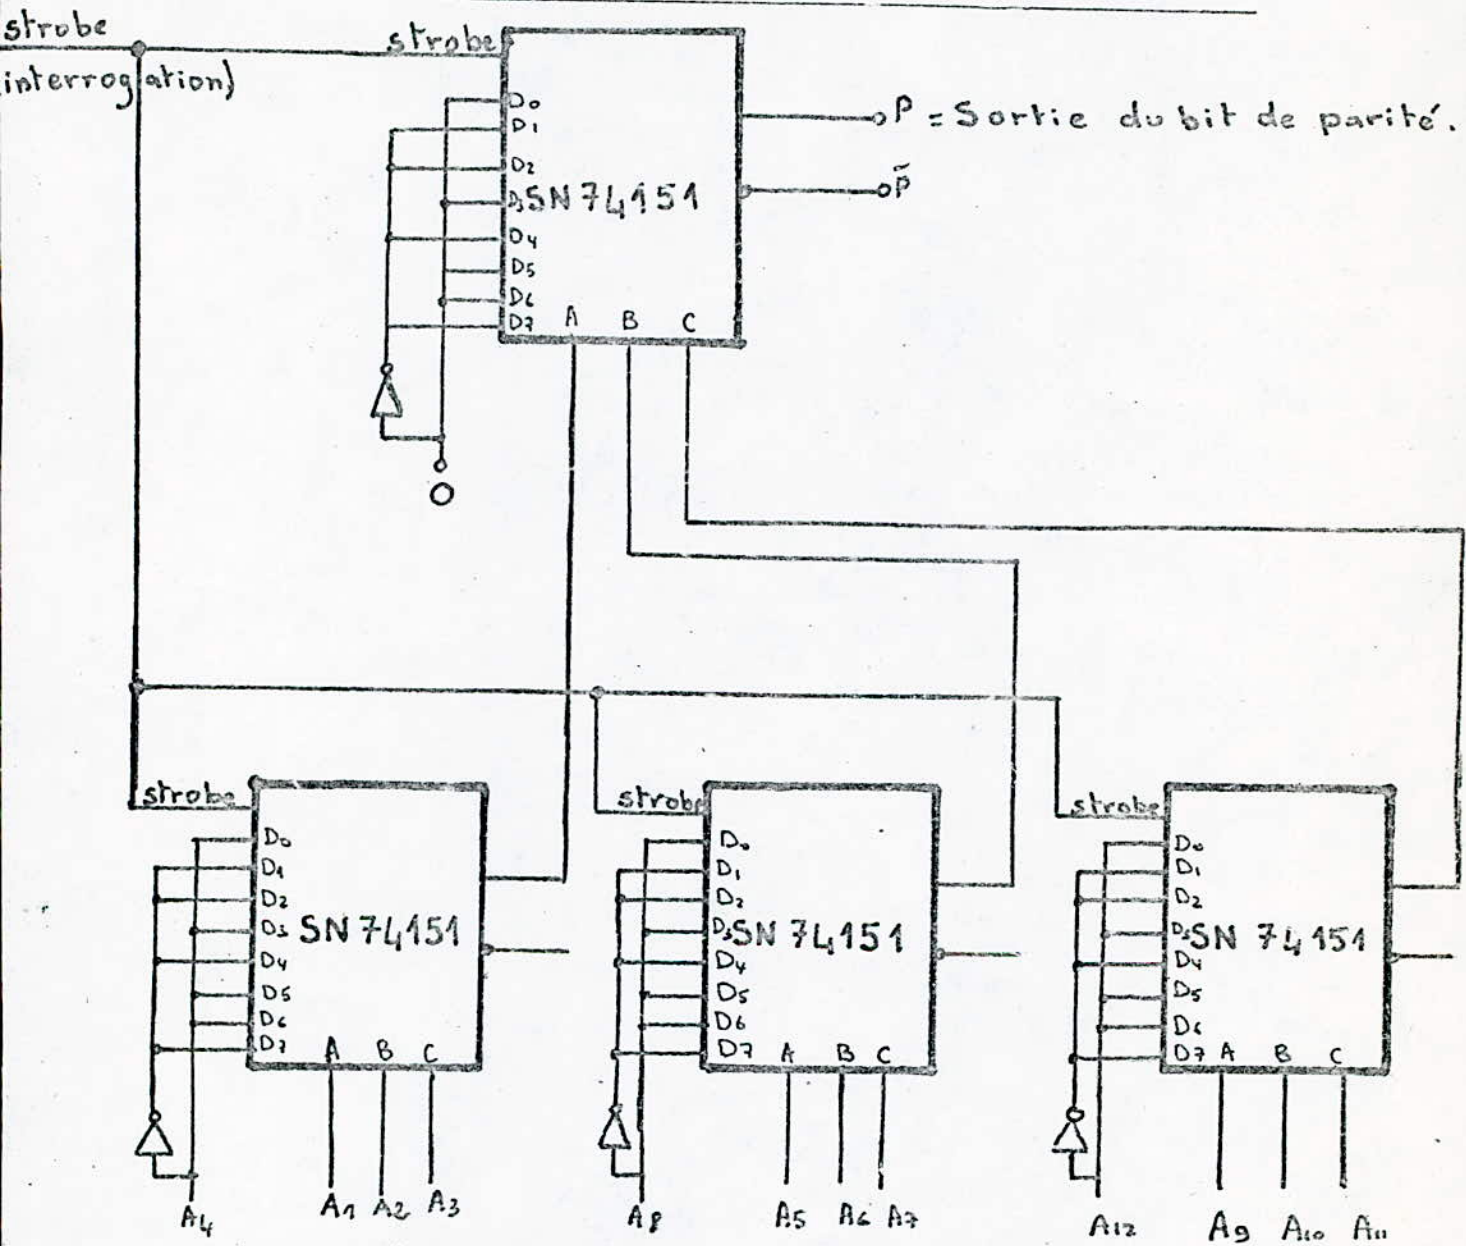 strobe
(interrogation)
strobe
D0
D1
D2
D3 SN 74151
D4
D5
D6
D7 A B C
P = Sortie du bit de parité.
P̄
0
strobe
D0
D1
D2
D3 SN 74151
D4
D5
D6
D7 A B C
A4 A1 A2 A3
strobe
D0
D1
D2
D3 SN 74151
D4
D5
D6
D7 A B C
A8 A5 A6 A7
strobe
D0
D1
D2
D3 SN 74151
D4
D5
D6
D7 A B C
A12 A9 A10 A11